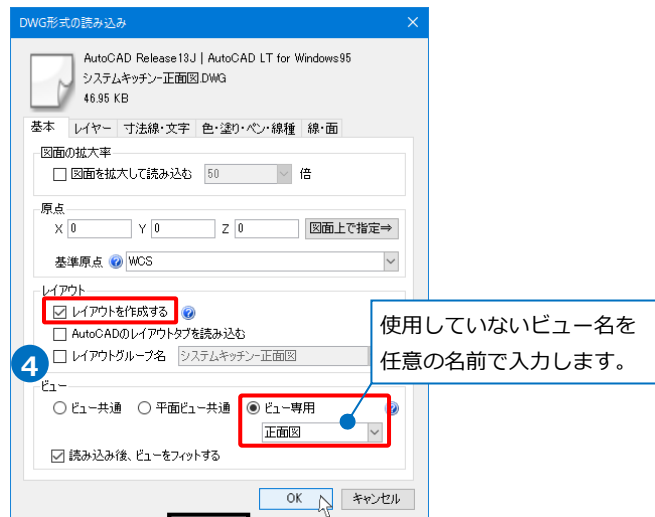 DWG形式の読み込み
AutoCAD Release13J | AutoCAD LT for Windows95
システムキッチン-正面図.DWG
46.95 KB
基本 レイヤー 寸法線・文字 色・塗り・ペン・線種 線・面
図面の拡大率
図面を拡大して読み込む 50 倍
原点
X 0 Y 0 Z 0 図面上で指定⇒
基準原点 WCS
レイアウト
レイアウトを作成する
AutoCADのレイアウトタブを読み込む
レイアウトグループ名 システムキッチン-正面図
4
使用していないビュー名を
任意の名前で入力します。
ビュー
ビュー共通 平面ビュー共通 ビュー専用
正面図
読み込み後、ビューをフィットする
OK キャンセル